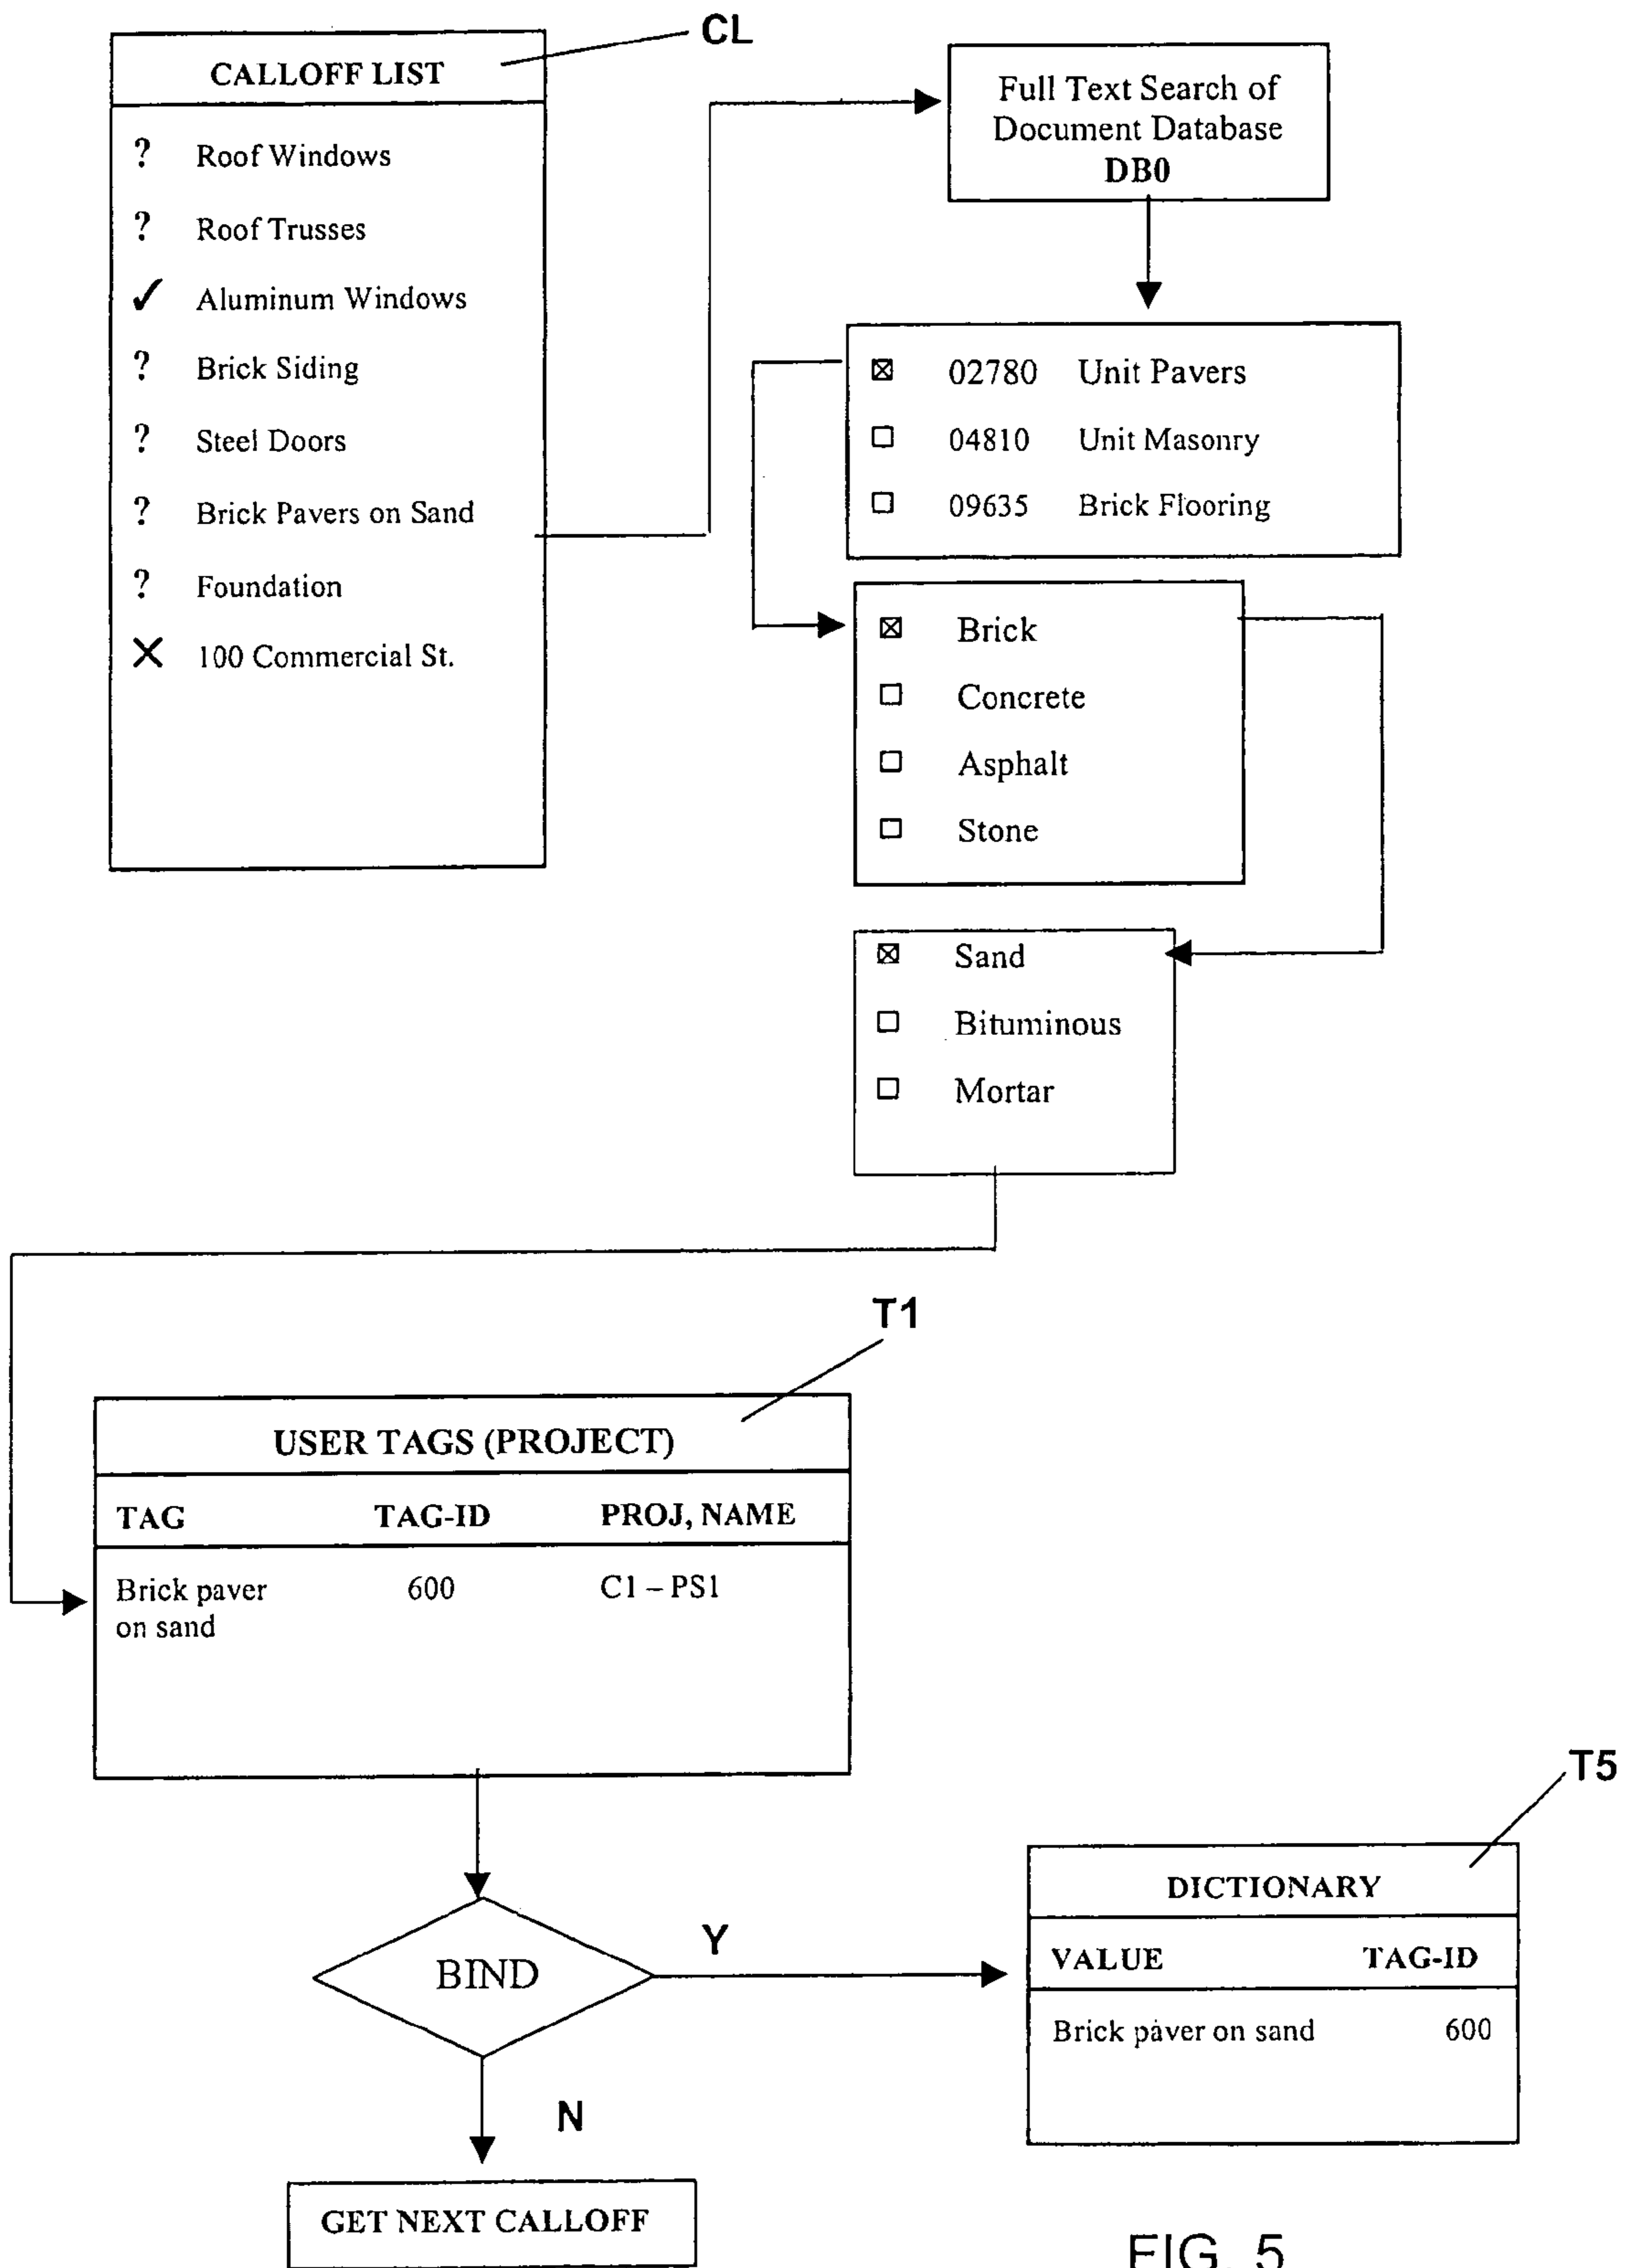 CL
CALLOFF LIST
? Roof Windows
? Roof Trusses
✓ Aluminum Windows
? Brick Siding
? Steel Doors
? Brick Pavers on Sand
? Foundation
✕ 100 Commercial St.
Full Text Search of
Document Database
DB0
☒ 02780 Unit Pavers
☐ 04810 Unit Masonry
☐ 09635 Brick Flooring
☒ Brick
☐ Concrete
☐ Asphalt
☐ Stone
☒ Sand
☐ Bituminous
☐ Mortar
T1
USER TAGS (PROJECT)
TAG TAG-ID PROJ, NAME
Brick paver 600 C1 – PS1
on sand
BIND
Y
N
GET NEXT CALLOFF
T5
DICTIONARY
VALUE TAG-ID
Brick paver on sand 600
FIG. 5